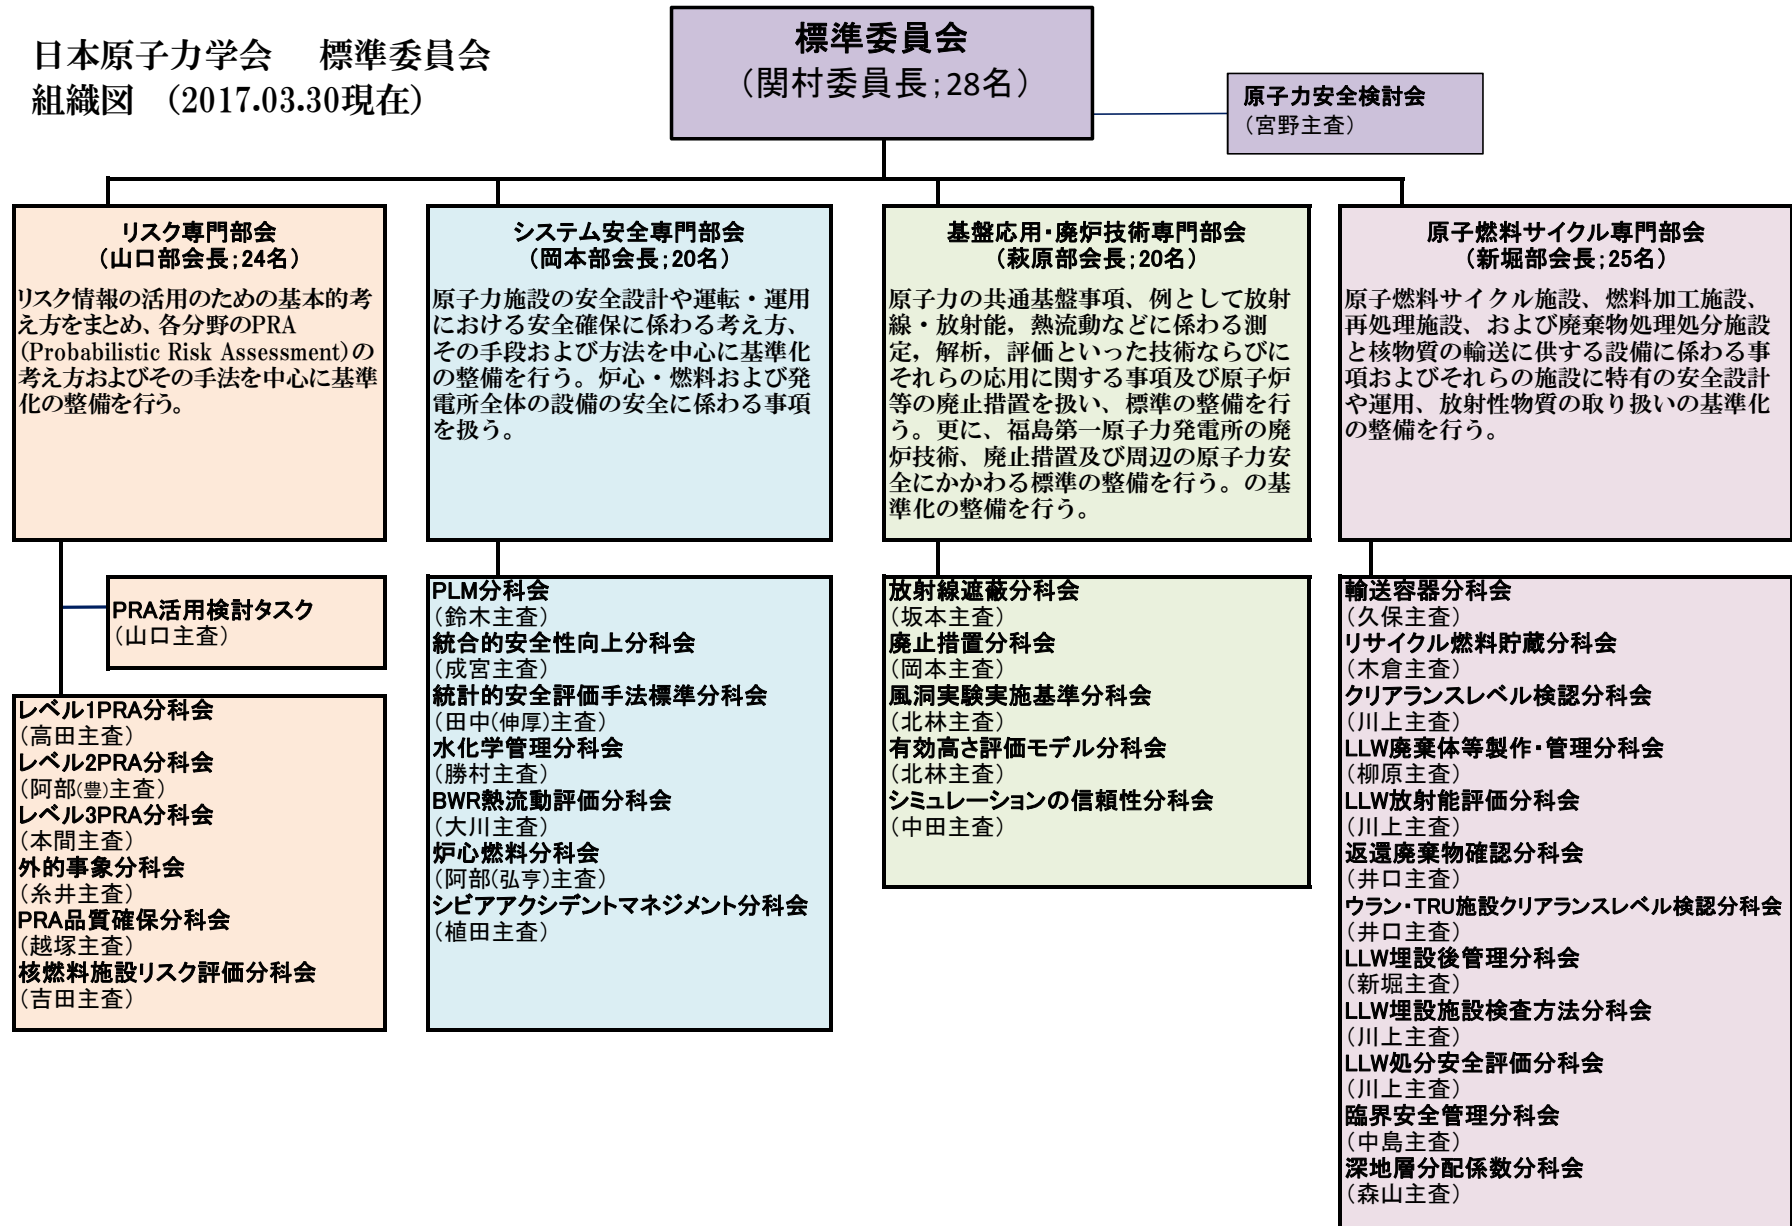 日本原子力学会　標準委員会
組織図　（2017.03.30現在）
標準委員会
（関村委員長；28名）
原子力安全検討会
（宮野主査）
リスク専門部会
（山口部会長；24名）
リスク情報の活用のための基本的考
え方をまとめ、各分野のPRA
（Probabilistic Risk Assessment）の
考え方およびその手法を中心に基準
化の整備を行う。
PRA活用検討タスク
（山口主査）
レベル1PRA分科会
（高田主査）
レベル2PRA分科会
（阿部(豊)主査）
レベル3PRA分科会
（本間主査）
外的事象分科会
（糸井主査）
PRA品質確保分科会
（越塚主査）
核燃料施設リスク評価分科会
（吉田主査）
システム安全専門部会
（岡本部会長；20名）
原子力施設の安全設計や運転・運用
における安全確保に係わる考え方、
その手段および方法を中心に基準化
の整備を行う。炉心・燃料および発
電所全体の設備の安全に係わる事項
を扱う。
PLM分科会
（鈴木主査）
統合的安全性向上分科会
（成宮主査）
統計的安全評価手法標準分科会
（田中(伸厚)主査）
水化学管理分科会
（勝村主査）
BWR熱流動評価分科会
（大川主査）
炉心燃料分科会
（阿部(弘亨)主査）
シビアアクシデントマネジメント分科会
（植田主査）
基盤応用・廃炉技術専門部会
（萩原部会長；20名）
原子力の共通基盤事項、例として放射
線・放射能，熱流動などに係わる測
定，解析，評価といった技術ならびに
それらの応用に関する事項及び原子炉
等の廃止措置を扱い、標準の整備を行
う。更に、福島第一原子力発電所の廃
炉技術、廃止措置及び周辺の原子力安
全にかかわる標準の整備を行う。の基
準化の整備を行う。
放射線遮蔽分科会
（坂本主査）
廃止措置分科会
（岡本主査）
風洞実験実施基準分科会
（北林主査）
有効高さ評価モデル分科会
（北林主査）
シミュレーションの信頼性分科会
（中田主査）
原子燃料サイクル専門部会
（新堀部会長；25名）
原子燃料サイクル施設、燃料加工施設、
再処理施設、および廃棄物処理処分施設
と核物質の輸送に供する設備に係わる事
項およびそれらの施設に特有の安全設計
や運用、放射性物質の取り扱いの基準化
の整備を行う。
輸送容器分科会
（久保主査）
リサイクル燃料貯蔵分科会
（木倉主査）
クリアランスレベル検認分科会
（川上主査）
LLW廃棄体等製作・管理分科会
（柳原主査）
LLW放射能評価分科会
（川上主査）
返還廃棄物確認分科会
（井口主査）
ウラン・TRU施設クリアランスレベル検認分科会
（井口主査）
LLW埋設後管理分科会
（新堀主査）
LLW埋設施設検査方法分科会
（川上主査）
LLW処分安全評価分科会
（川上主査）
臨界安全管理分科会
（中島主査）
深地層分配係数分科会
（森山主査）